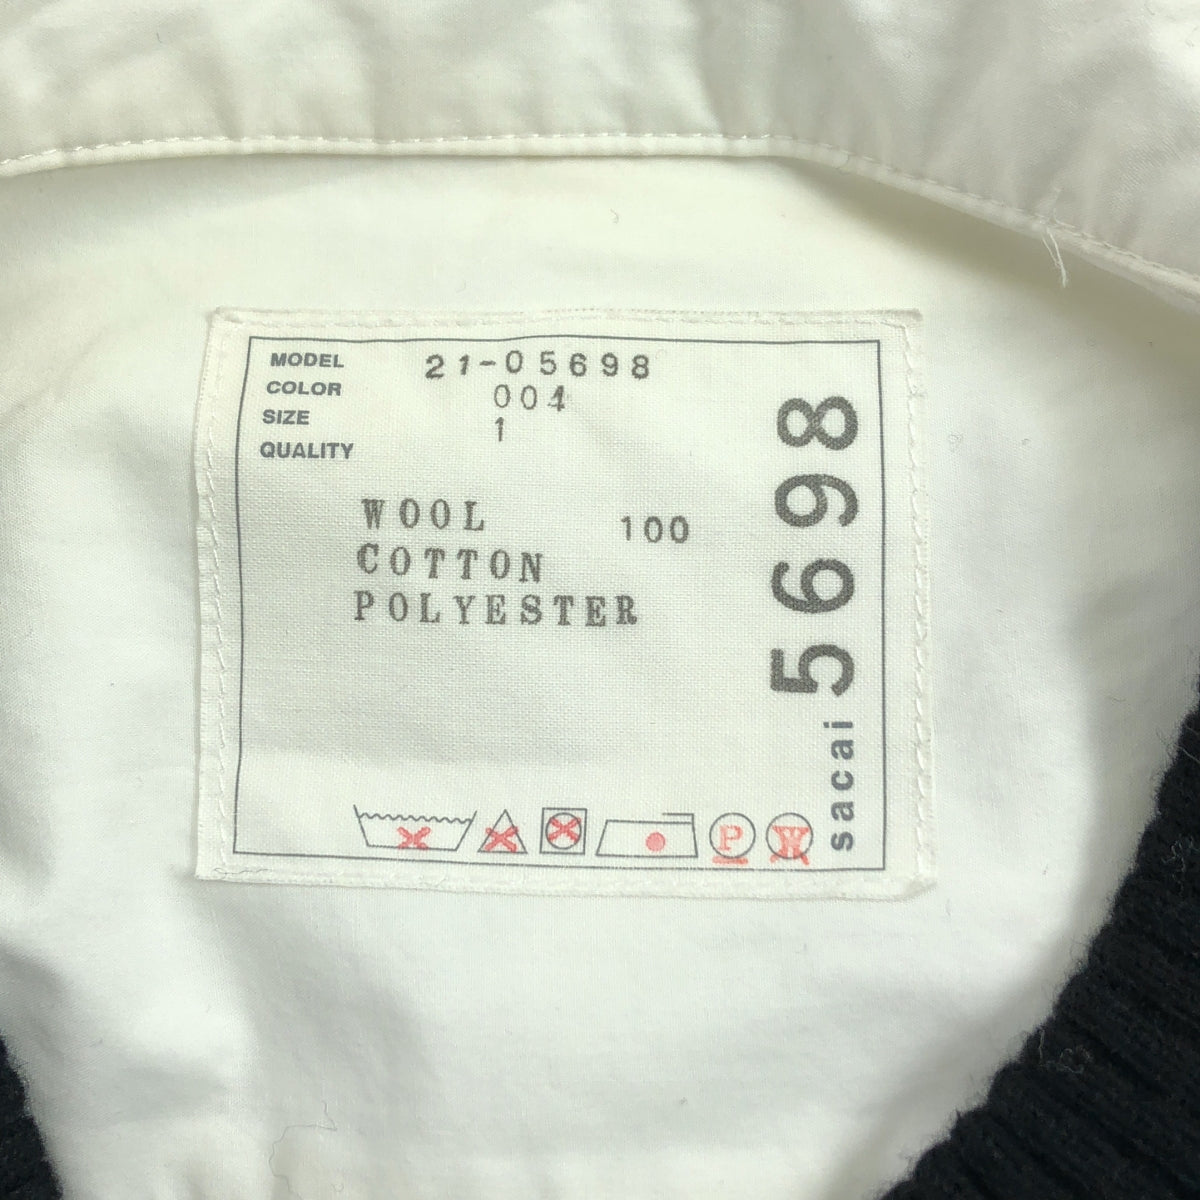 MODEL 21-05698
COLOR 004
SIZE 1
QUALITY
WOOL 100
COTTON
POLYESTER
P
W
sacai 5698